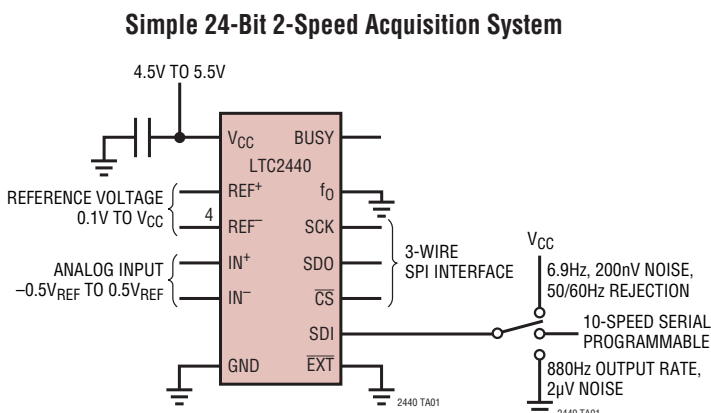 Simple 24-Bit 2-Speed Acquisition System
4.5V TO 5.5V
VCC
BUSY
LTC2440
REFERENCE VOLTAGE
0.1V TO VCC
REF+
4
REF–
fO
SCK
ANALOG INPUT
–0.5VREF TO 0.5VREF
IN+
IN–
SDO
CS
3-WIRE
SPI INTERFACE
SDI
GND
EXT
2440 TA01
VCC
6.9Hz, 200nV NOISE,
50/60Hz REJECTION
10-SPEED SERIAL
PROGRAMMABLE
880Hz OUTPUT RATE,
2µV NOISE
2440 TA01